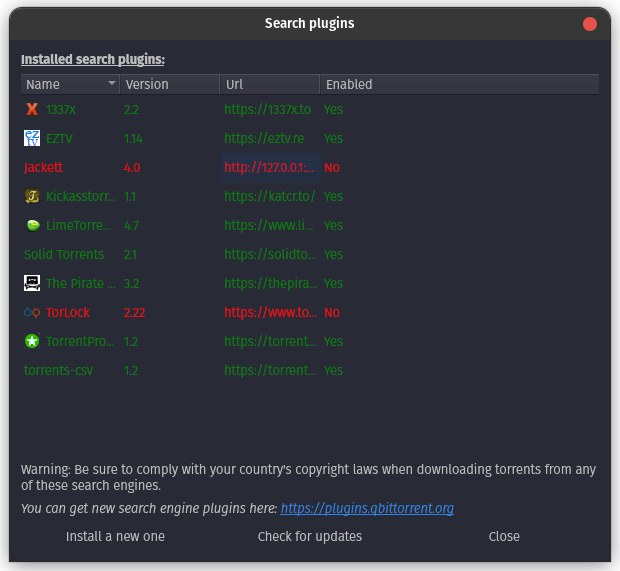 Search plugins
Installed search plugins:
Name Version Url Enabled
1337x 2.2 https://1337x.to Yes
EZTV 1.14 https://eztv.re Yes
Jackett 4.0 http://127.0.0.1:... No
Kickasstorr... 1.1 https://katcr.to/ Yes
LimeTorre... 4.7 https://www.li... Yes
Solid Torrents 2.1 https://solidto... Yes
The Pirate ... 3.2 https://thepira... Yes
TorLock 2.22 https://www.to... No
TorrentPro... 1.2 https://torrent... Yes
torrents-csv 1.2 https://torrent... Yes
Warning: Be sure to comply with your country's copyright laws when downloading torrents from any
of these search engines.
You can get new search engine plugins here: https://plugins.qbittorrent.org
Install a new one Check for updates Close